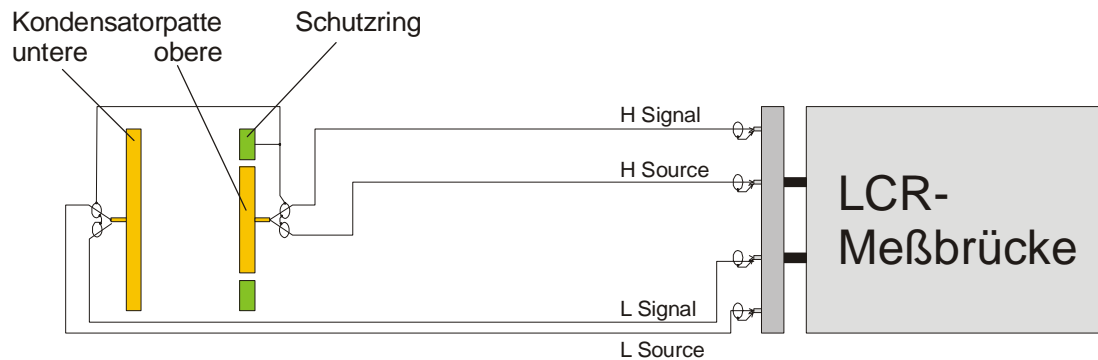 Kondensatorpatte
untere obere
Schutzring
H Signal
H Source
LCR-
Meßbrücke
L Signal
L Source